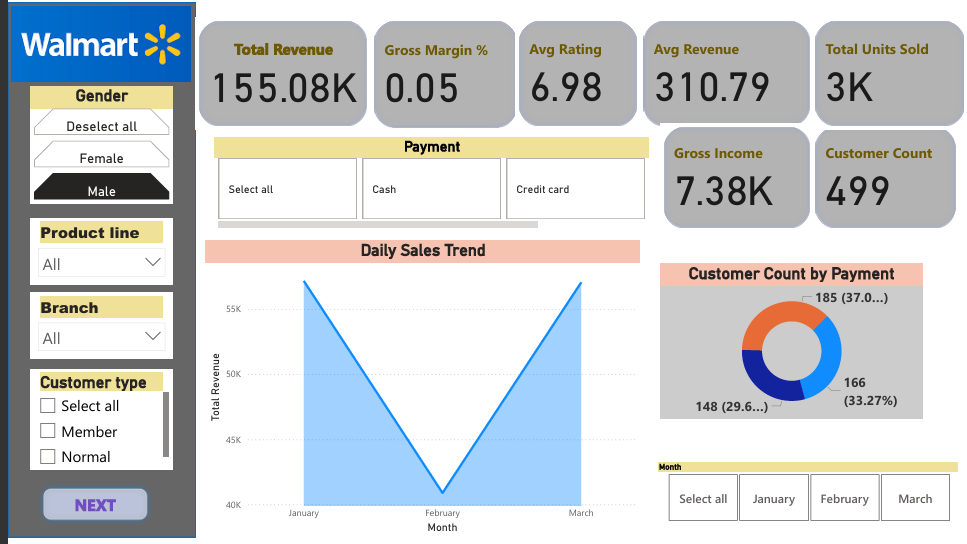 Walmart
Gender
Deselect all
Female
Male
Product line
All
Branch
All
Customer type
Select all
Member
Normal
NEXT
Total Revenue
155.08K
Gross Margin %
0.05
Avg Rating
6.98
Avg Revenue
310.79
Total Units Sold
3K
Gross Income
7.38K
Customer Count
499
Payment
Select all
Cash
Credit card
Daily Sales Trend
Total Revenue
55K
50K
45K
40K
January
February
March
Month
Customer Count by Payment
185 (37.0...)
166
(33.27%)
148 (29.6...)
Month
Select all
January
February
March